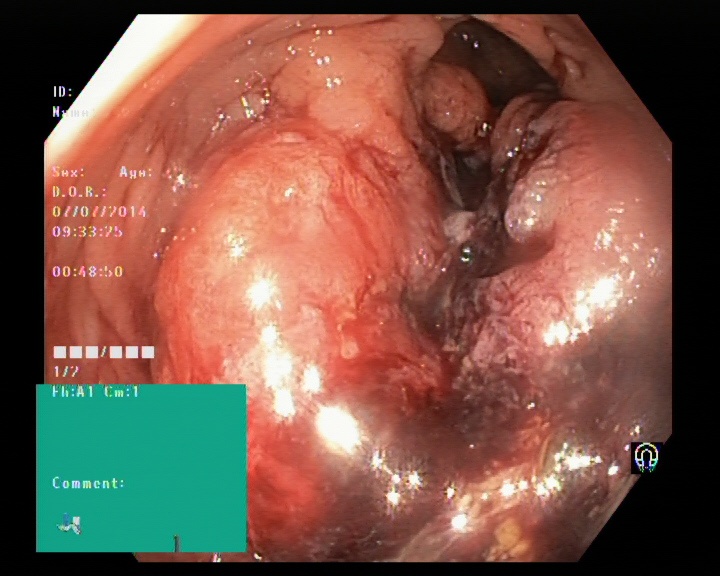 ID:
Name:
Sex: Age:
D.O.B.:
07/07/2014
09:33:25
00:48:50
■■■/■■■
1/2
Ph:A1 Cm:1
Comment: